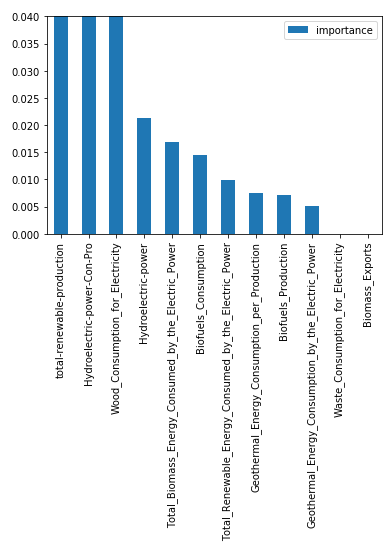 0.040
0.035
0.030
0.025
0.020
0.015
0.010
0.005
0.000
importance
total-renewable-production
Hydroelectric-power-Con-Pro
Wood_Consumption_for_Electricity
Hydroelectric-power
Total_Biomass_Energy_Consumed_by_the_Electric_Power
Biofuels_Consumption
Total_Renewable_Energy_Consumed_by_the_Electric_Power
Geothermal_Energy_Consumption_per_Production
Biofuels_Production
Geothermal_Energy_Consumption_by_the_Electric_Power
Waste_Consumption_for_Electricity
Biomass_Exports